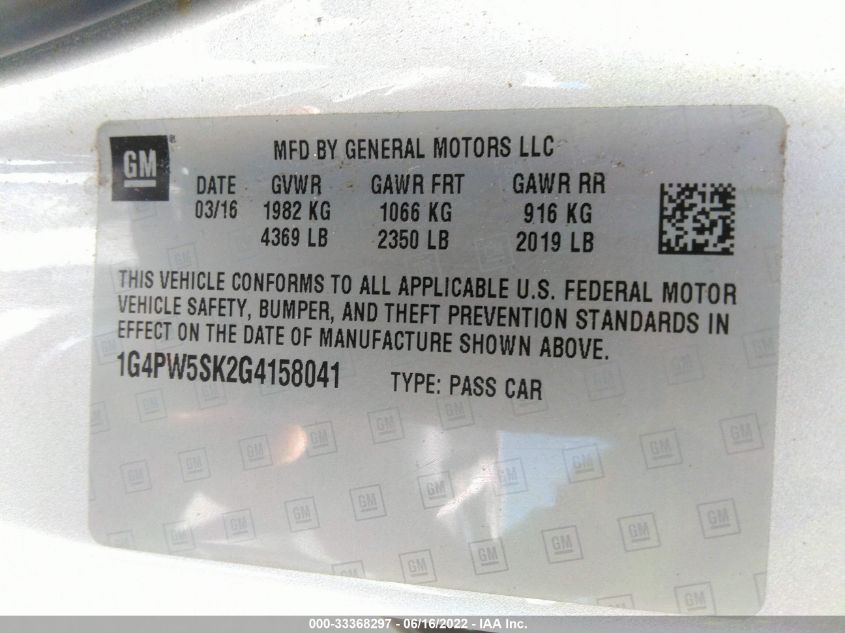 GM
MFD BY GENERAL MOTORS LLC
DATE GVWR GAWR FRT GAWR RR
03/16 1982 KG 1066 KG 916 KG
4369 LB 2350 LB 2019 LB
THIS VEHICLE CONFORMS TO ALL APPLICABLE U.S. FEDERAL MOTOR
VEHICLE SAFETY, BUMPER, AND THEFT PREVENTION STANDARDS IN
EFFECT ON THE DATE OF MANUFACTURE SHOWN ABOVE.
1G4PW5SK2G4158041 TYPE: PASS CAR
000-33368297 - 06/16/2022 - IAA Inc.